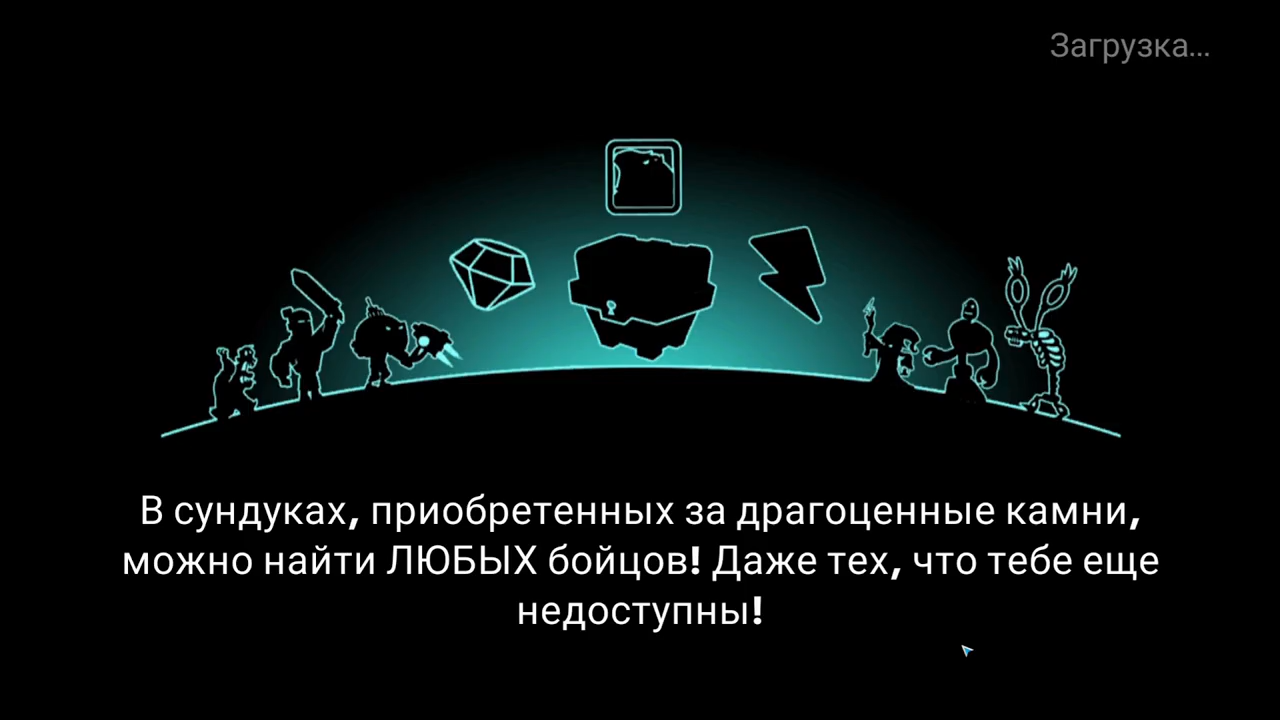 Загрузка...
В сундуках, приобретенных за драгоценные камни,
можно найти ЛЮБЫХ бойцов! Даже тех, что тебе еще
недоступны!